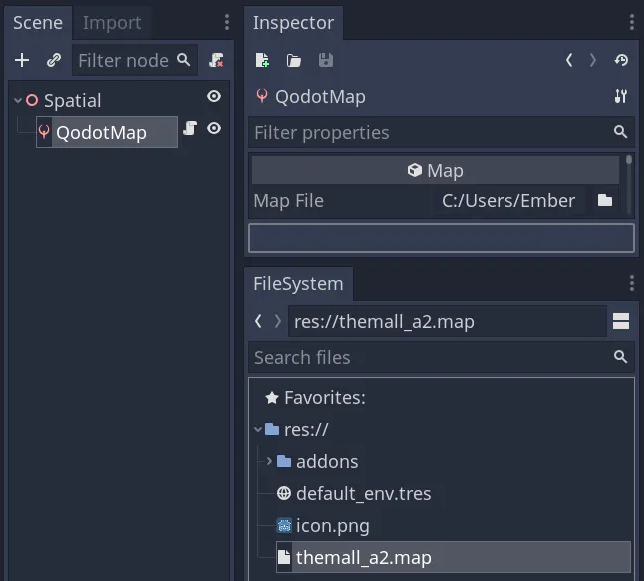 Scene
Import
Filter node
Spatial
QodotMap
Inspector
QodotMap
Filter properties
Map
Map File
C:/Users/Ember
FileSystem
res://themall_a2.map
Search files
Favorites:
res://
addons
default_env.tres
icon.png
themall_a2.map